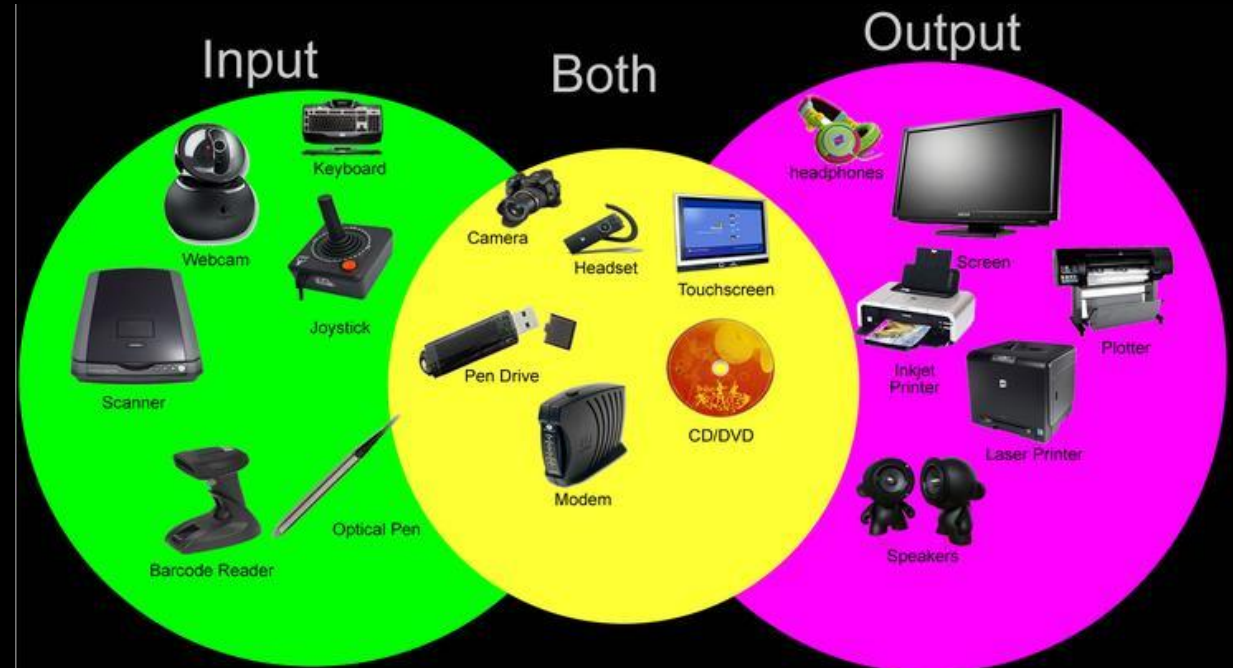 Input
Both
Output
Keyboard
Webcam
Joystick
Scanner
Optical Pen
Barcode Reader
Camera
Headset
Touchscreen
Pen Drive
CD/DVD
Modem
headphones
Screen
Plotter
Inkjet
Printer
Laser Printer
Speakers